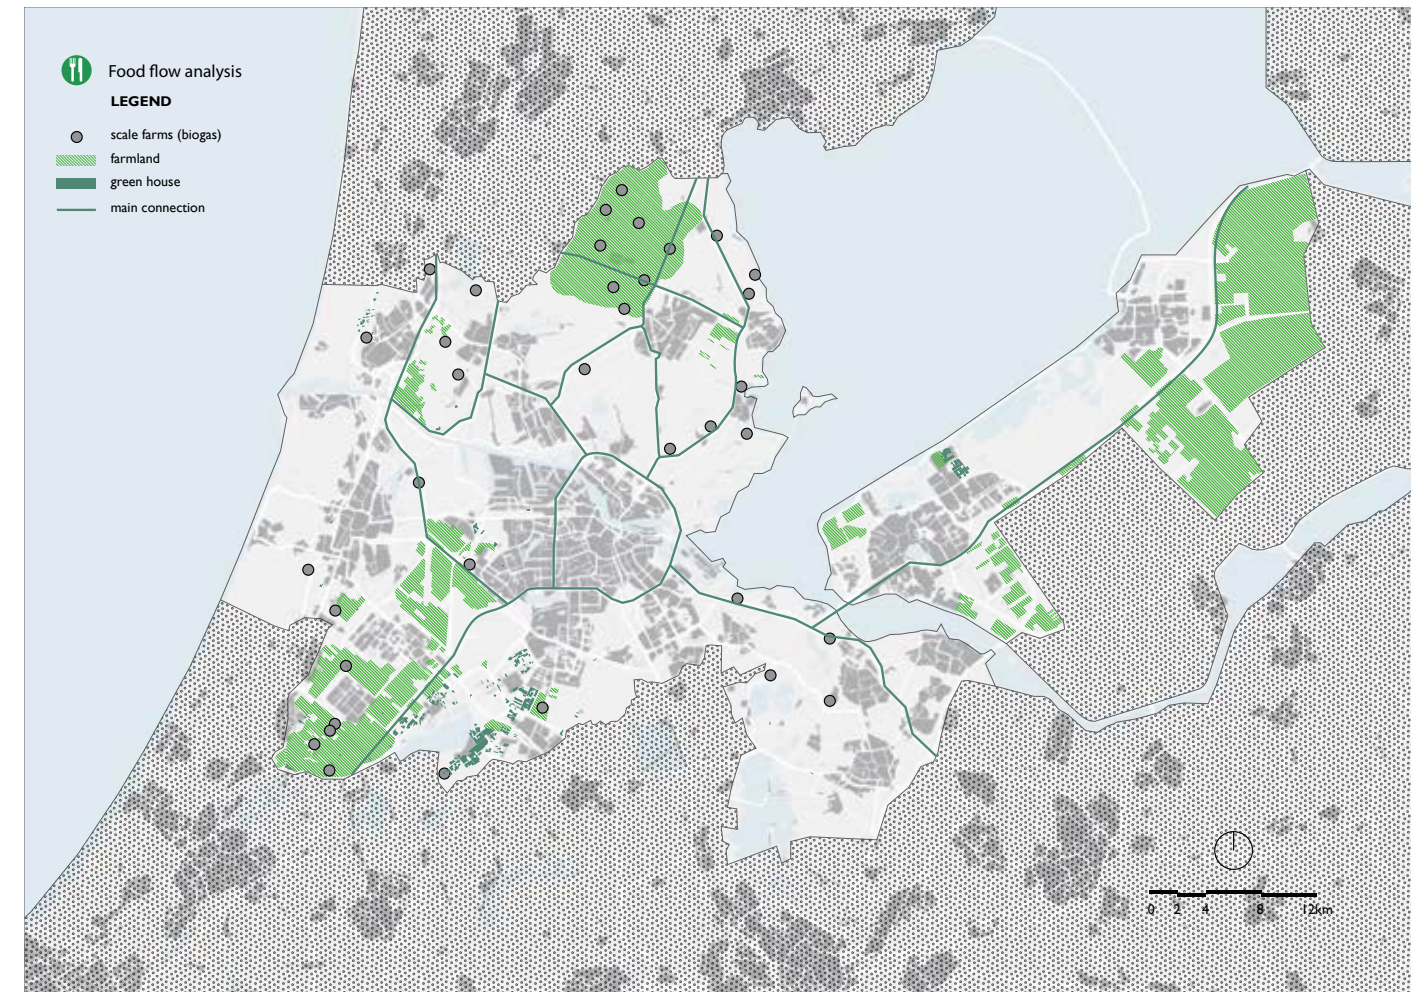 Food flow analysis
LEGEND
scale farms (biogas)
farmland
green house
main connection
0 2 4 8 12km